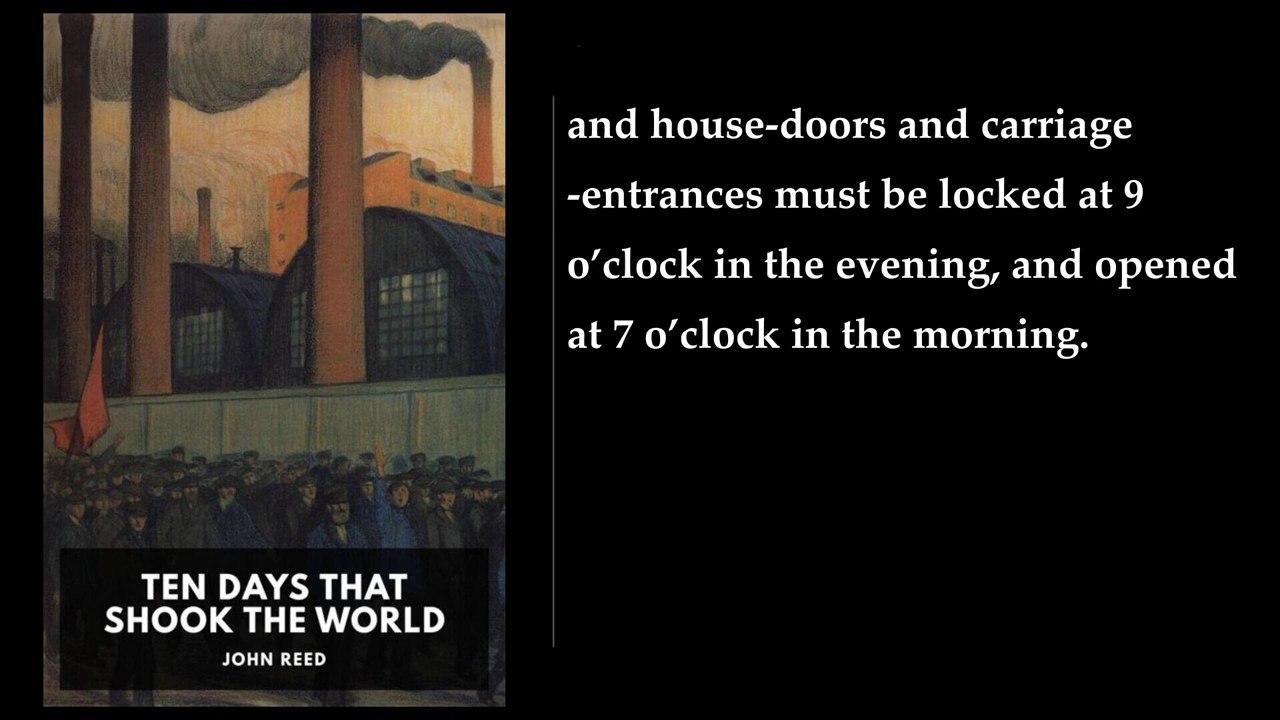 and house-doors and carriage
-entrances must be locked at 9
o’clock in the evening, and opened
at 7 o’clock in the morning.
TEN DAYS THAT
SHOOK THE WORLD
JOHN REED